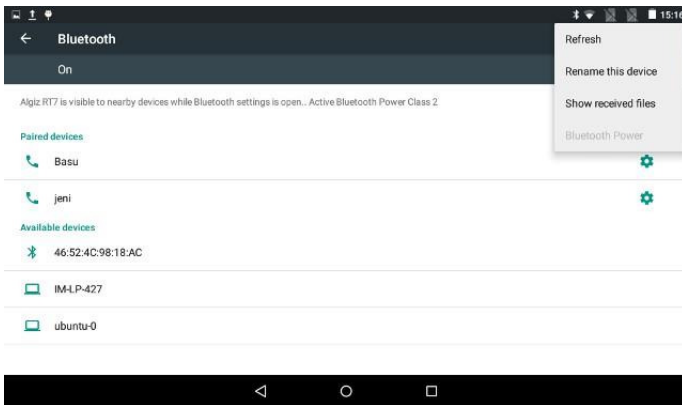 15:16
Bluetooth
On
Refresh
Rename this device
Show received files
Bluetooth Power
Algiz RT7 is visible to nearby devices while Bluetooth settings is open.. Active Bluetooth Power Class 2
Paired devices
Basu
jeni
Available devices
46:52:4C:98:18:AC
IM-LP-427
ubuntu-0